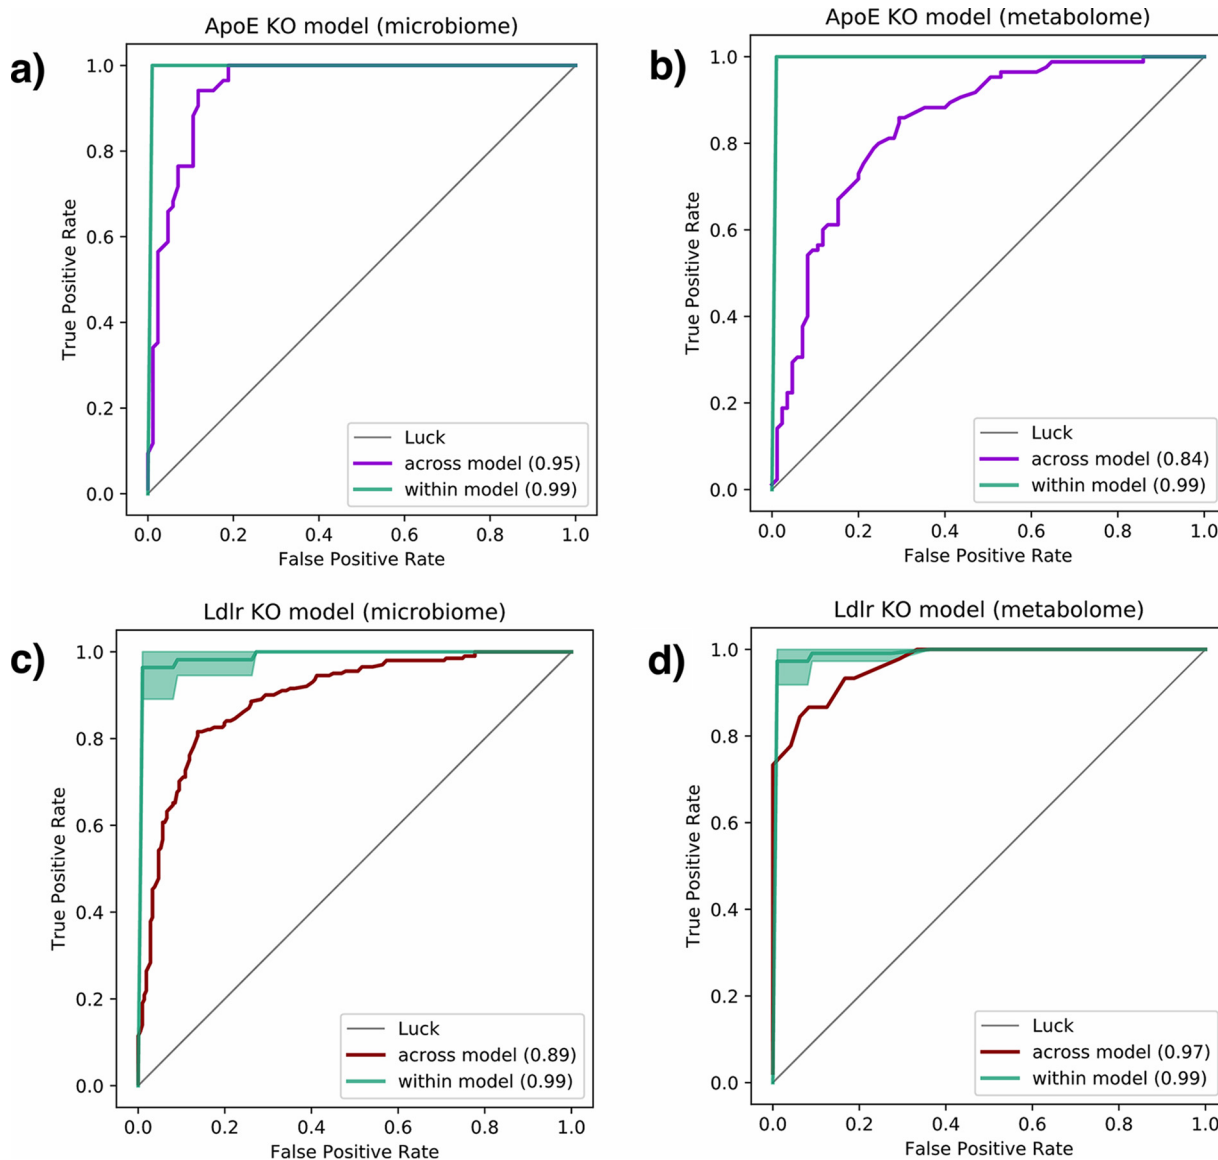 a)
ApoE KO model (microbiome)
True Positive Rate
1.0
0.8
0.6
0.4
0.2
0.0
Luck
across model (0.95)
within model (0.99)
0.0 0.2 0.4 0.6 0.8 1.0
False Positive Rate
b)
ApoE KO model (metabolome)
True Positive Rate
1.0
0.8
0.6
0.4
0.2
0.0
Luck
across model (0.84)
within model (0.99)
0.0 0.2 0.4 0.6 0.8 1.0
False Positive Rate
c)
Ldlr KO model (microbiome)
True Positive Rate
1.0
0.8
0.6
0.4
0.2
0.0
Luck
across model (0.89)
within model (0.99)
0.0 0.2 0.4 0.6 0.8 1.0
False Positive Rate
d)
Ldlr KO model (metabolome)
True Positive Rate
1.0
0.8
0.6
0.4
0.2
0.0
Luck
across model (0.97)
within model (0.99)
0.0 0.2 0.4 0.6 0.8 1.0
False Positive Rate